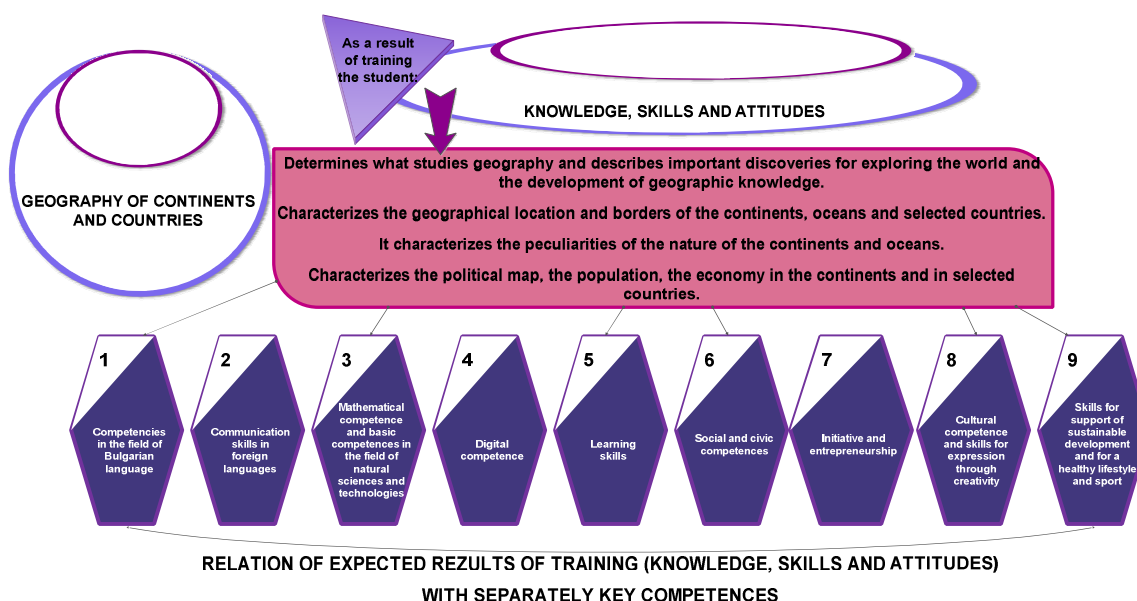 As a result
of training
the student:
KNOWLEDGE, SKILLS AND ATTITUDES
GEOGRAPHY OF CONTINENTS
AND COUNTRIES
Determines what studies geography and describes important discoveries for exploring the world and
the development of geographic knowledge.
Characterizes the geographical location and borders of the continents, oceans and selected countries.
It characterizes the peculiarities of the nature of the continents and oceans.
Characterizes the political map, the population, the economy in the continents and in selected
countries.
1
Competencies
in the field of
Bulgarian
language
2
Communication
skills in
foreign
languages
3
Mathematical
competence
and basic
competences in
the field of
natural
sciences and
technologies
4
Digital
competence
5
Learning
skills
6
Social and civic
competences
7
Initiative and
entrepreneurship
8
Cultural
competence
and skills for
expression
through
creativity
9
Skills for
support of
sustainable
development
and for a
healthy lifestyle
and sport
RELATION OF EXPECTED REZULTS OF TRAINING (KNOWLEDGE, SKILLS AND ATTITUDES)
WITH SEPARATELY KEY COMPETENCES